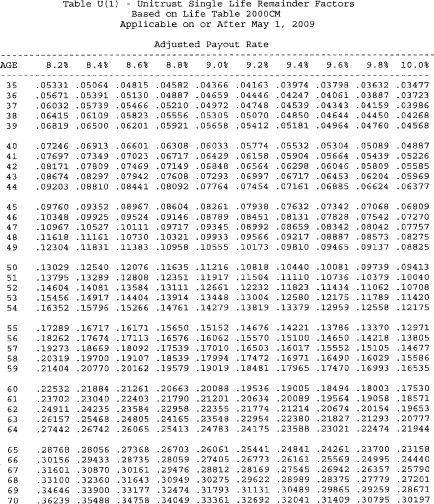 Table U(1) - Unitrust Single Life Remainder Factors
Based on Life Table 2000CM
Applicable on or After May 1, 2009
Adjusted Payout Rate
AGE 8.2% 8.4% 8.6% 8.8% 9.0% 9.2% 9.4% 9.6% 9.8% 10.0%
35 .05331 .05064 .04815 .04582 .04366 .04163 .03974 .03798 .03632 .03477
36 .05671 .05391 .05130 .04887 .04659 .04446 .04247 .04061 .03887 .03723
37 .06032 .05739 .05466 .05210 .04972 .04748 .04539 .04343 .04159 .03986
38 .06415 .06109 .05823 .05556 .05305 .05070 .04850 .04644 .04450 .04268
39 .06819 .06500 .06201 .05921 .05658 .05412 .05181 .04964 .04760 .04568
40 .07246 .06913 .06601 .06308 .06033 .05774 .05532 .05304 .05089 .04887
41 .07697 .07349 .07023 .06717 .06429 .06158 .05904 .05664 .05439 .05226
42 .08171 .07809 .07469 .07149 .06848 .06564 .06298 .06046 .05809 .05585
43 .08674 .08297 .07942 .07608 .07293 .06997 .06717 .06453 .06204 .05969
44 .09203 .08810 .08441 .08092 .07764 .07454 .07161 .06885 .06624 .06377
45 .09760 .09352 .08967 .08604 .08261 .07938 .07632 .07342 .07068 .06809
46 .10348 .09925 .09524 .09146 .08789 .08451 .08131 .07828 .07542 .07270
47 .10967 .10527 .10111 .09717 .09345 .08992 .08659 .08342 .08042 .07757
48 .11618 .11161 .10730 .10321 .09933 .09566 .09217 .08887 .08573 .08275
49 .12304 .11831 .11383 .10958 .10555 .10173 .09810 .09465 .09137 .08825
50 .13029 .12540 .12076 .11635 .11216 .10818 .10440 .10081 .09739 .09413
51 .13795 .13289 .12808 .12351 .11917 .1504 .11110 .10736 .10379 .10040
52 .14604 .14081 .13584 .13111 .12661 .12232 .11823 .11434 .11062 .10708
53 .15456 .14917 .14404 .13914 .13448 .13004 .12580 .12175 .11789 .11420
54 .16352 .15796 .15266 .14761 .14279 .13819 .13379 .12959 .12558 .12175
55 .17289 .16717 .16171 .15650 .15152 .14676 .14221 .13786 .13370 .12971
56 .18262 .17674 .17113 .16576 .16062 .15570 .15100 .14650 .14218 .13805
57 .19273 .18669 .18092 .17539 .17010 .16503 .16017 .15552 .15105 .14677
58 .20319 .19700 .19107 .18539 .17994 .17472 .16971 .16490 .16029 .15586
59 .21404 .20770 .20162 .19579 .19018 .18481 .17965 .17470 .16993 .16535
60 .22532 .21884 .21261 .20663 .20088 .19536 .19005 .18494 .18003 .17530
61 .23702 .23040 .22403 .21790 .21201 .20634 .20089 .19564 .19058 .18571
62 .24911 .24235 .23584 .22958 .22355 .21774 .21214 .20674 .20154 .19653
63 .26157 .25468 .24805 .24165 .23548 .22954 .22380 .21827 .21293 .20777
64 .27442 .26742 .26065 .25413 .24783 .24175 .23588 .23021 .22474 .21944
65 .28768 .28056 .27368 .26703 .26061 .25441 .24841 .24261 .23700 .23158
66 .30156 .29433 .28735 .28059 .27405 .26773 .26161 .25569 .24995 .24440
67 .31601 .30870 .30161 .29476 .28812 .28169 .27545 .26942 .26357 .25790
68 .33100 .32361 .31643 .30949 .30275 .29622 .28989 .28375 .27779 .27201
69 .34646 .33900 .33177 .32474 .31793 .31131 .30489 .29865 .29259 .28671
70 .36239 .35488 .34758 .34049 .33361 .32692 .32041 .31409 .30795 .30197